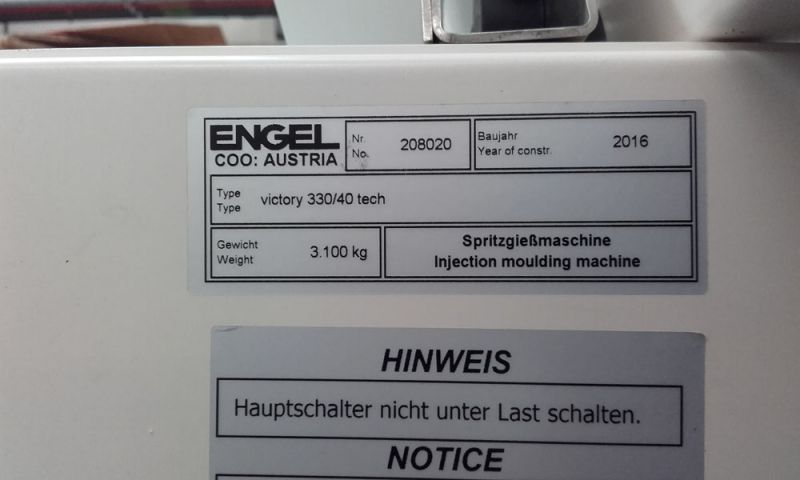 ENGEL
COO: AUSTRIA
Nr.
No.
208020
Baujahr
Year of constr.
2016
Type
Type
victory 330/40 tech
Gewicht
Weight
3.100 kg
Spritzgießmaschine
Injection moulding machine
HINWEIS
Hauptschalter nicht unter Last schalten.
NOTICE